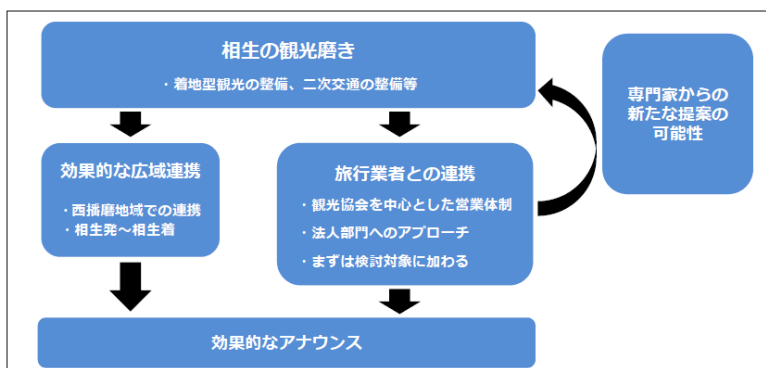 相生の観光磨き
・着地型観光の整備、二次交通の整備等
専門家からの
新たな提案の
可能性
効果的な広域連携
・西播磨地域での連携
・相生発～相生着
旅行業者との連携
・観光協会を中心とした営業体制
・法人部門へのアプローチ
・まずは検討対象に加わる
効果的なアナウンス